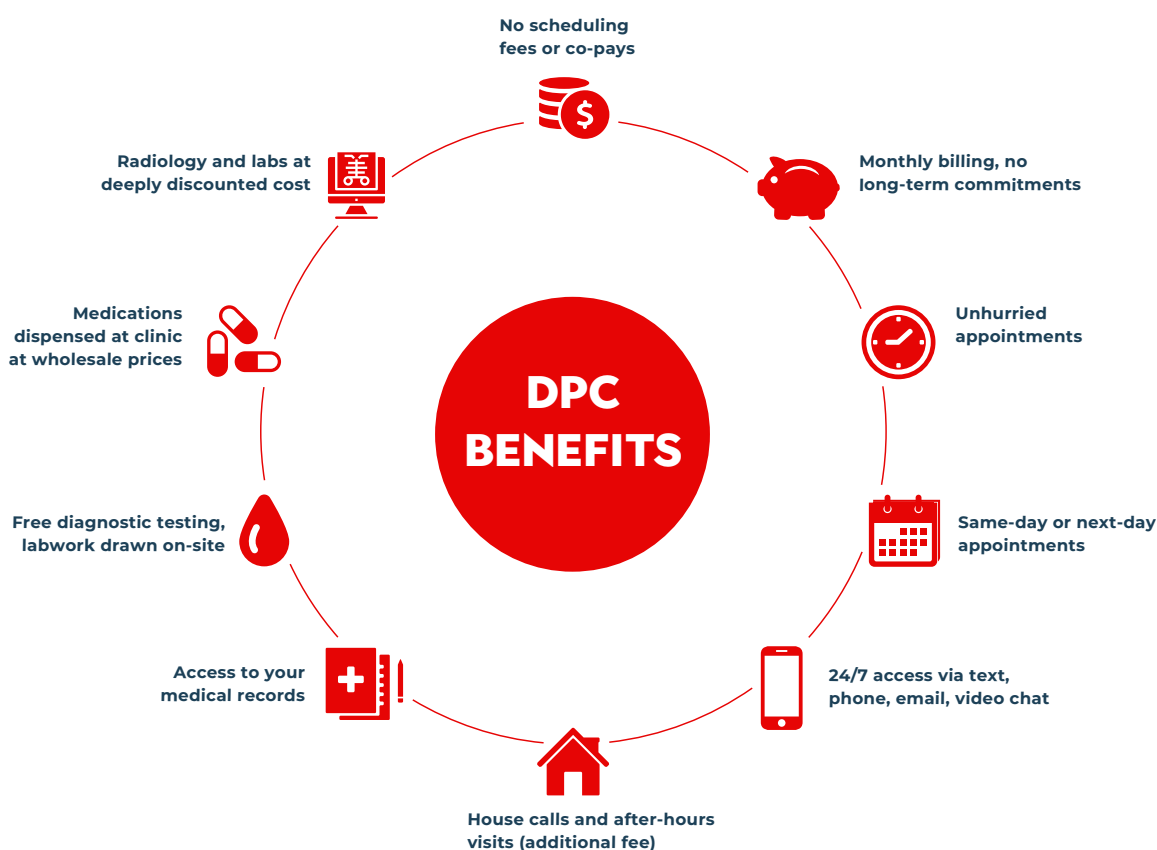 No scheduling
fees or co-pays
Monthly billing, no
long-term commitments
Unhurried
appointments
Same-day or next-day
appointments
24/7 access via text,
phone, email, video chat
House calls and after-hours
visits (additional fee)
Access to your
medical records
Free diagnostic testing,
labwork drawn on-site
Medications
dispensed at clinic
at wholesale prices
Radiology and labs at
deeply discounted cost
$
DPC
BENEFITS